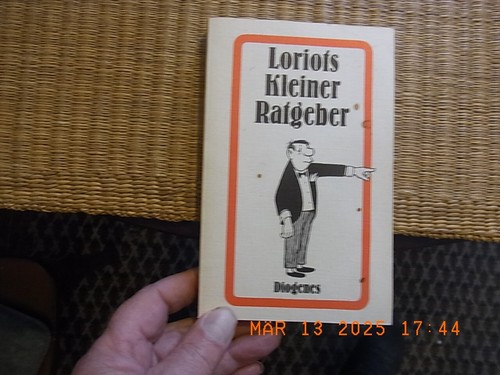 Loriots
Kleiner
Ratgeber
Diogenes
MAR 13 2025 17:44